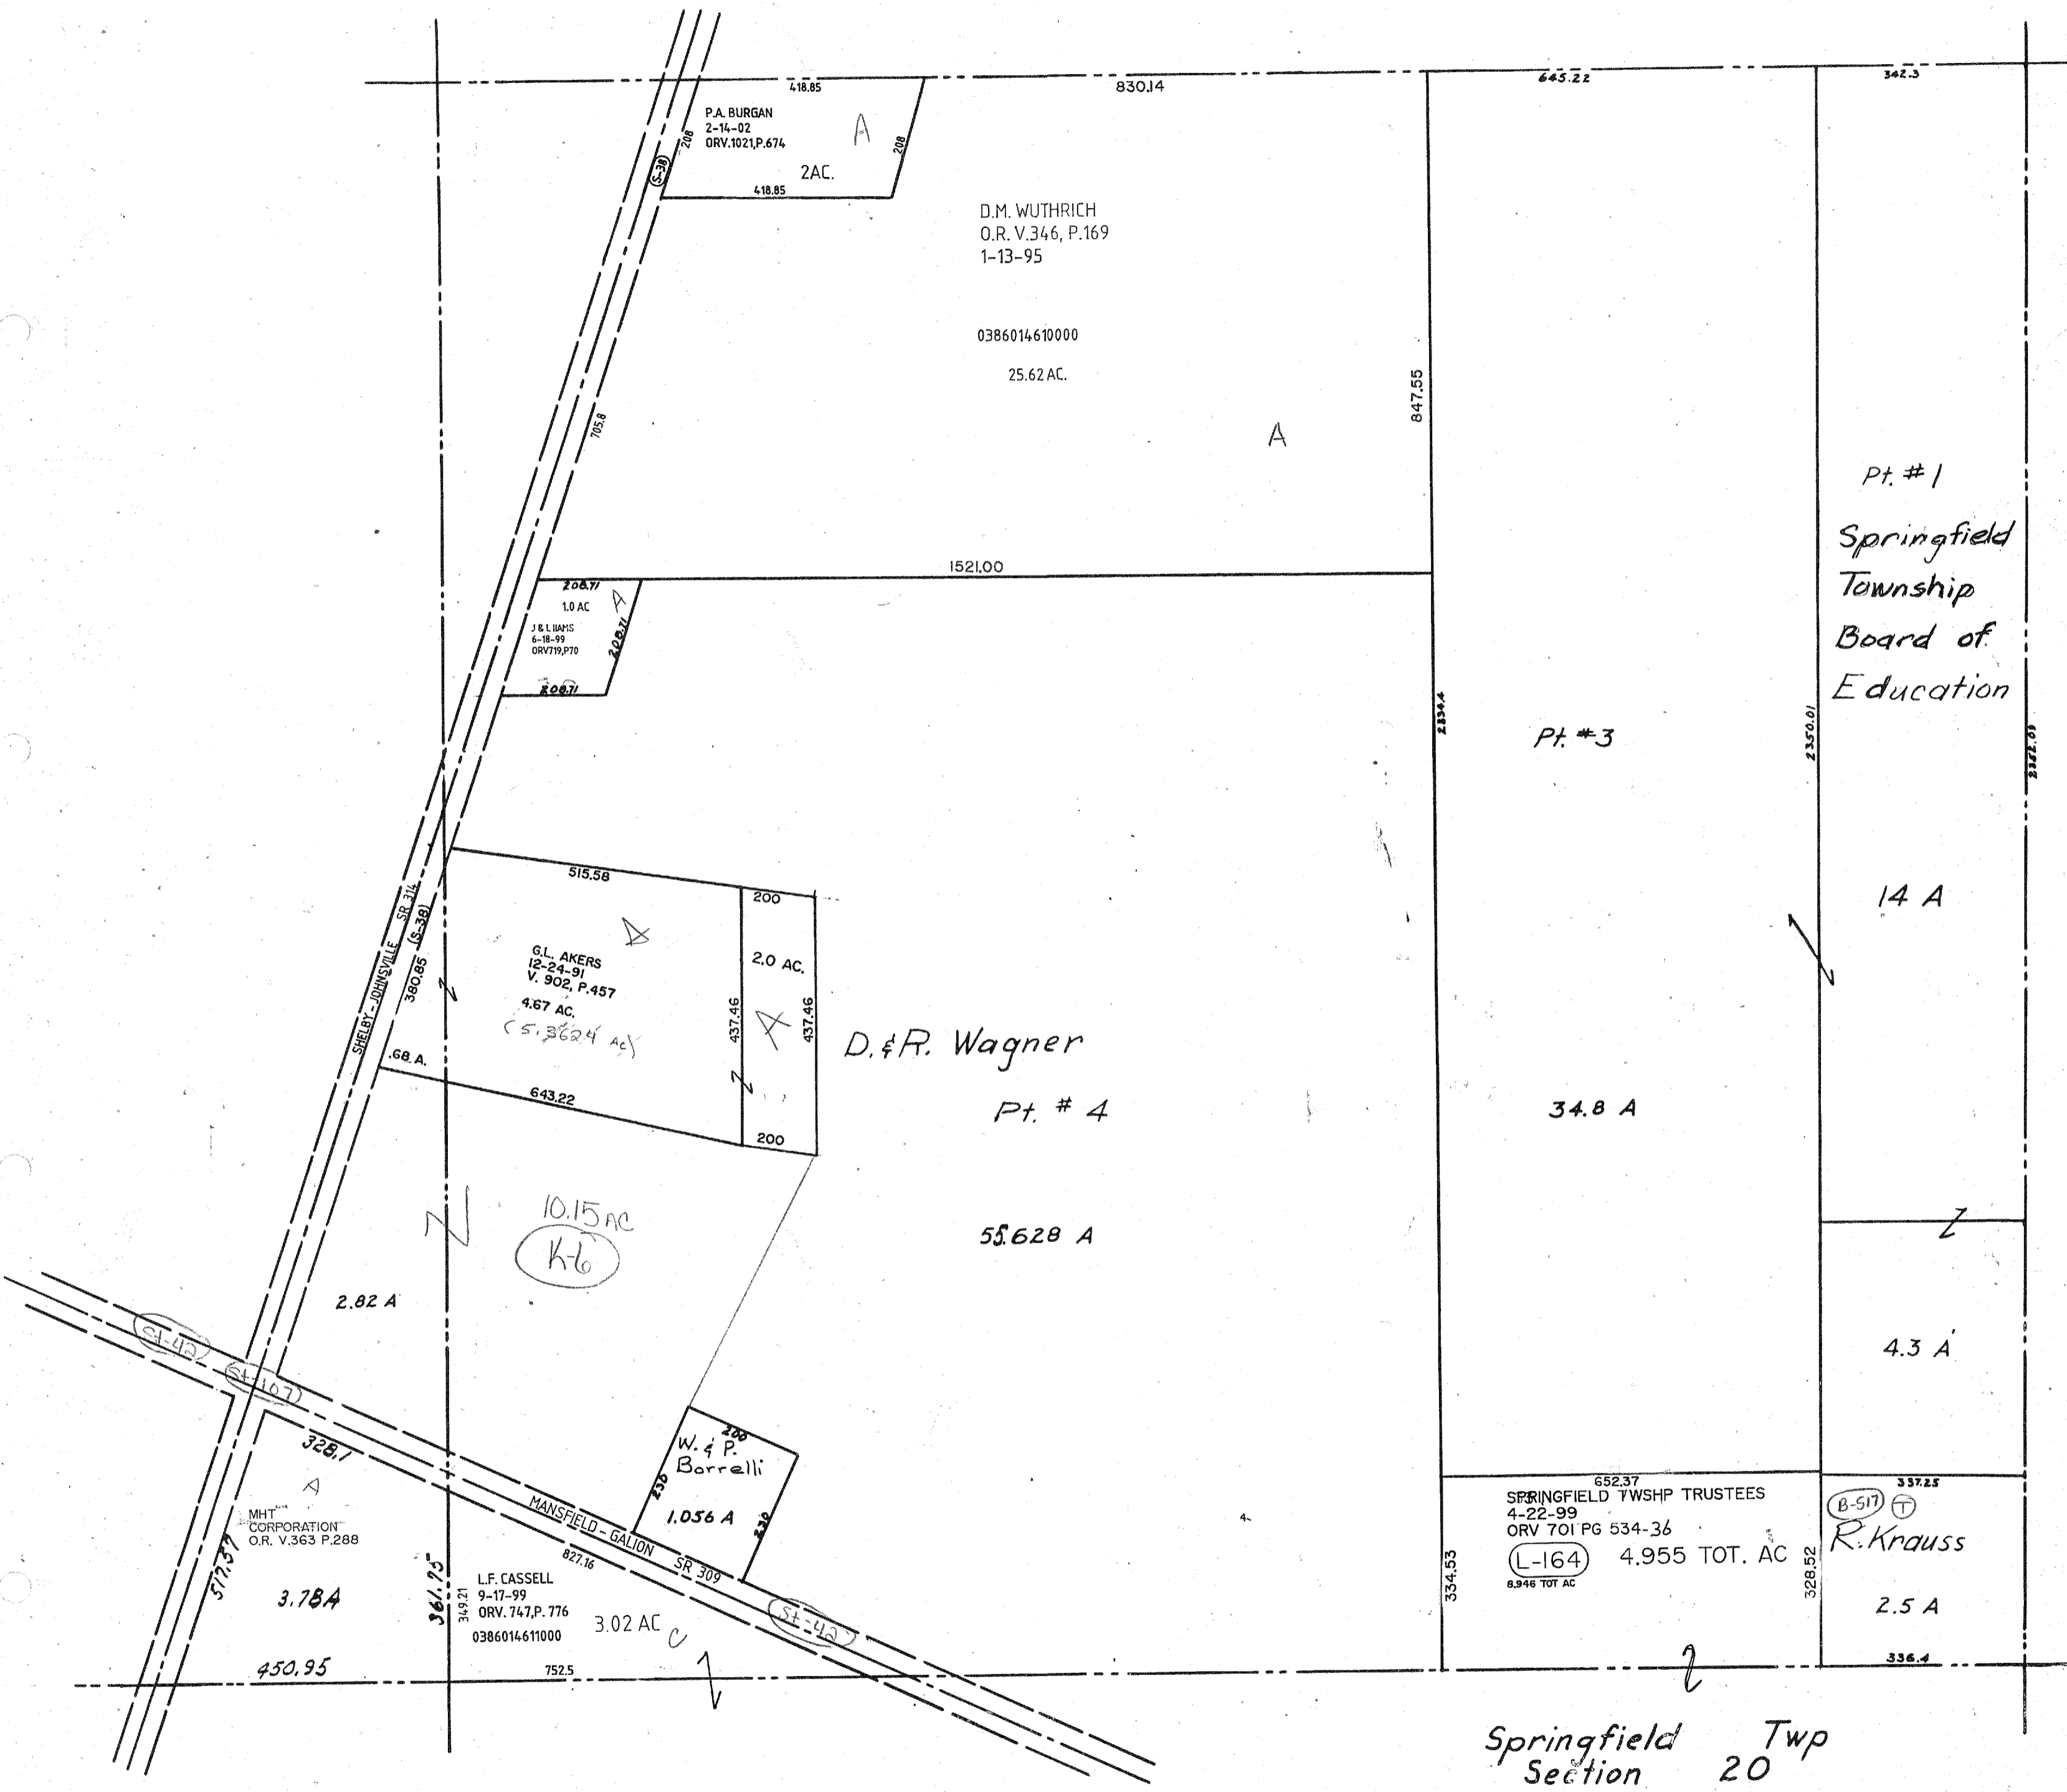 418.85
830.14
645.22
342.3
P.A. BURGAN
2-14-02
ORV.1021,P.674
2AC.
A
208
208
418.85
(S-38)
D.M. WUTHRICH
O.R. V.346, P.169
1-13-95
0386014610000
25.62 AC.
A
705.8
847.55
1521.00
208.71
1.0 AC
A
6-18-99
ORV719,P70
208.71
208.71
Pt. #1
Springfield
Township
Board of
Education
14 A
2350.01
Pt. #3
34.8 A
515.58
200
G.L. AKERS
12-24-91
V. 902, P.457
4.67 AC.
(5.3624 AC)
.68 A.
643.22
2.0 AC.
A
437.46
437.46
200
SHELBY-JOHNSVILLE SR 314
(S-38)
380.85
D. & R. Wagner
Pt. # 4
55.628 A
10.15 AC
K-6
2.82 A
St-42
St-107
328.1
A
MHT
CORPORATION
O.R. V.363 P.288
517.57
3.78A
450.95
361.75
349.21
L.F. CASSELL
9-17-99
ORV. 747,P. 776
0386014611000
3.02 AC
C
752.5
827.16
MANSFIELD - GALION SR 309
St-42
200
W. & P.
Borrelli
230
1.056 A
230
4.3 A
652.37
SPRINGFIELD TWSHP TRUSTEES
4-22-99
ORV 701 PG 534-36
L-164 4.955 TOT. AC
8.946 TOT AC
334.53
328.52
337.25
B-517 T
R. Krauss
2.5 A
336.4
Springfield Twp
Section 20